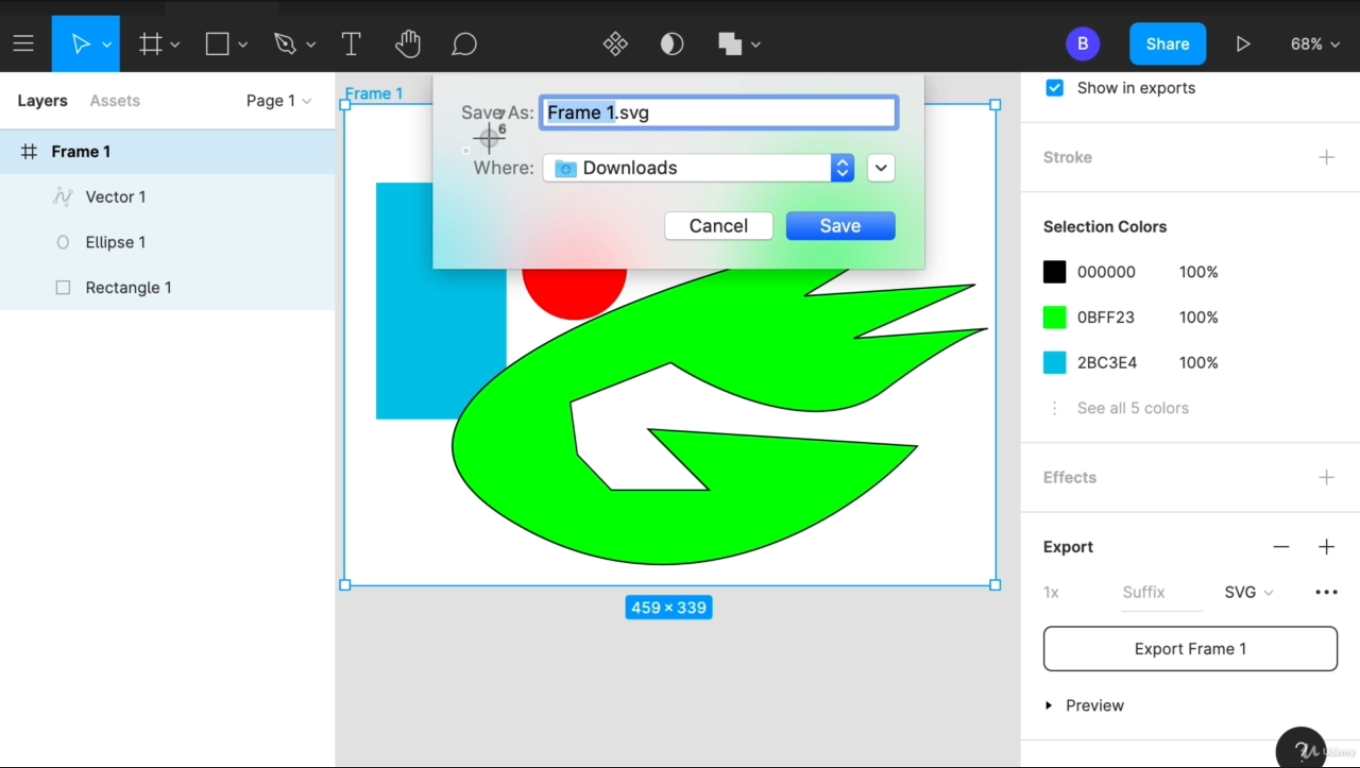 B
Share
68%
Layers
Assets
Page 1
Frame 1
Vector 1
Ellipse 1
Rectangle 1
Frame 1
Save As:
Frame 1.svg
6
Where:
Downloads
Cancel
Save
459 × 339
Show in exports
Stroke
Selection Colors
000000 100%
0BFF23 100%
2BC3E4 100%
See all 5 colors
Effects
Export
1x
Suffix
SVG
Export Frame 1
Preview
?
Udemy